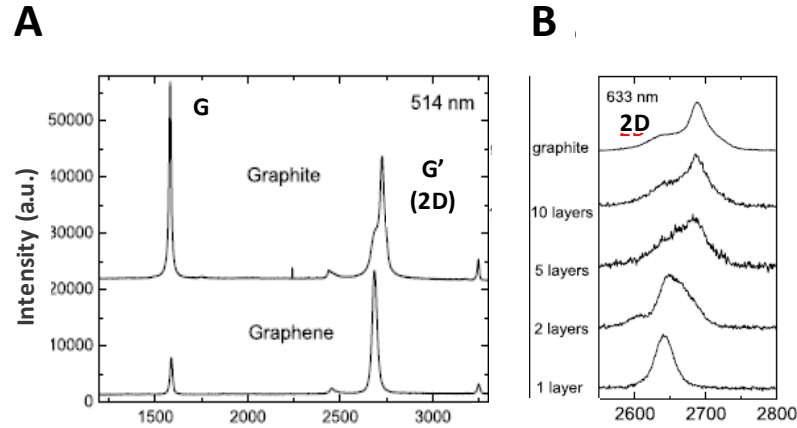 A
B
G
514 nm
Graphite
G’
(2D)
Graphene
Intensity (a.u.)
50000
40000
30000
20000
10000
0
1500
2000
2500
3000
633 nm
2D
graphite
10 layers
5 layers
2 layers
1 layer
2600
2700
2800